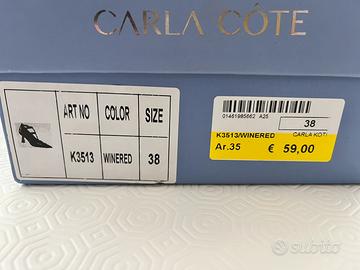 CARLA CÔTE
ART NO COLOR SIZE
K3513 WINERED 38
01461985662 A25
38
K3513/WINERED CARLA KOTI
Ar.35 € 59,00
subito